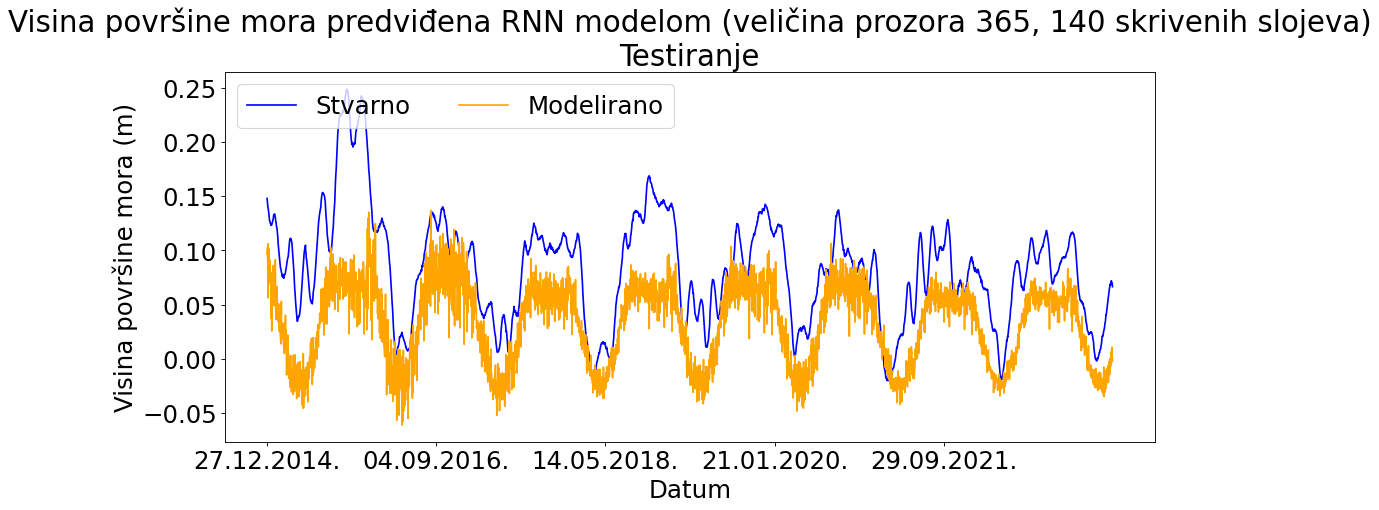 Visina površine mora predviđena RNN modelom (veličina prozora 365, 140 skrivenih slojeva)
Testiranje
Stvarno Modelirano
Visina površine mora (m)
0.25
0.20
0.15
0.10
0.05
0.00
−0.05
27.12.2014. 04.09.2016. 14.05.2018. 21.01.2020. 29.09.2021.
Datum